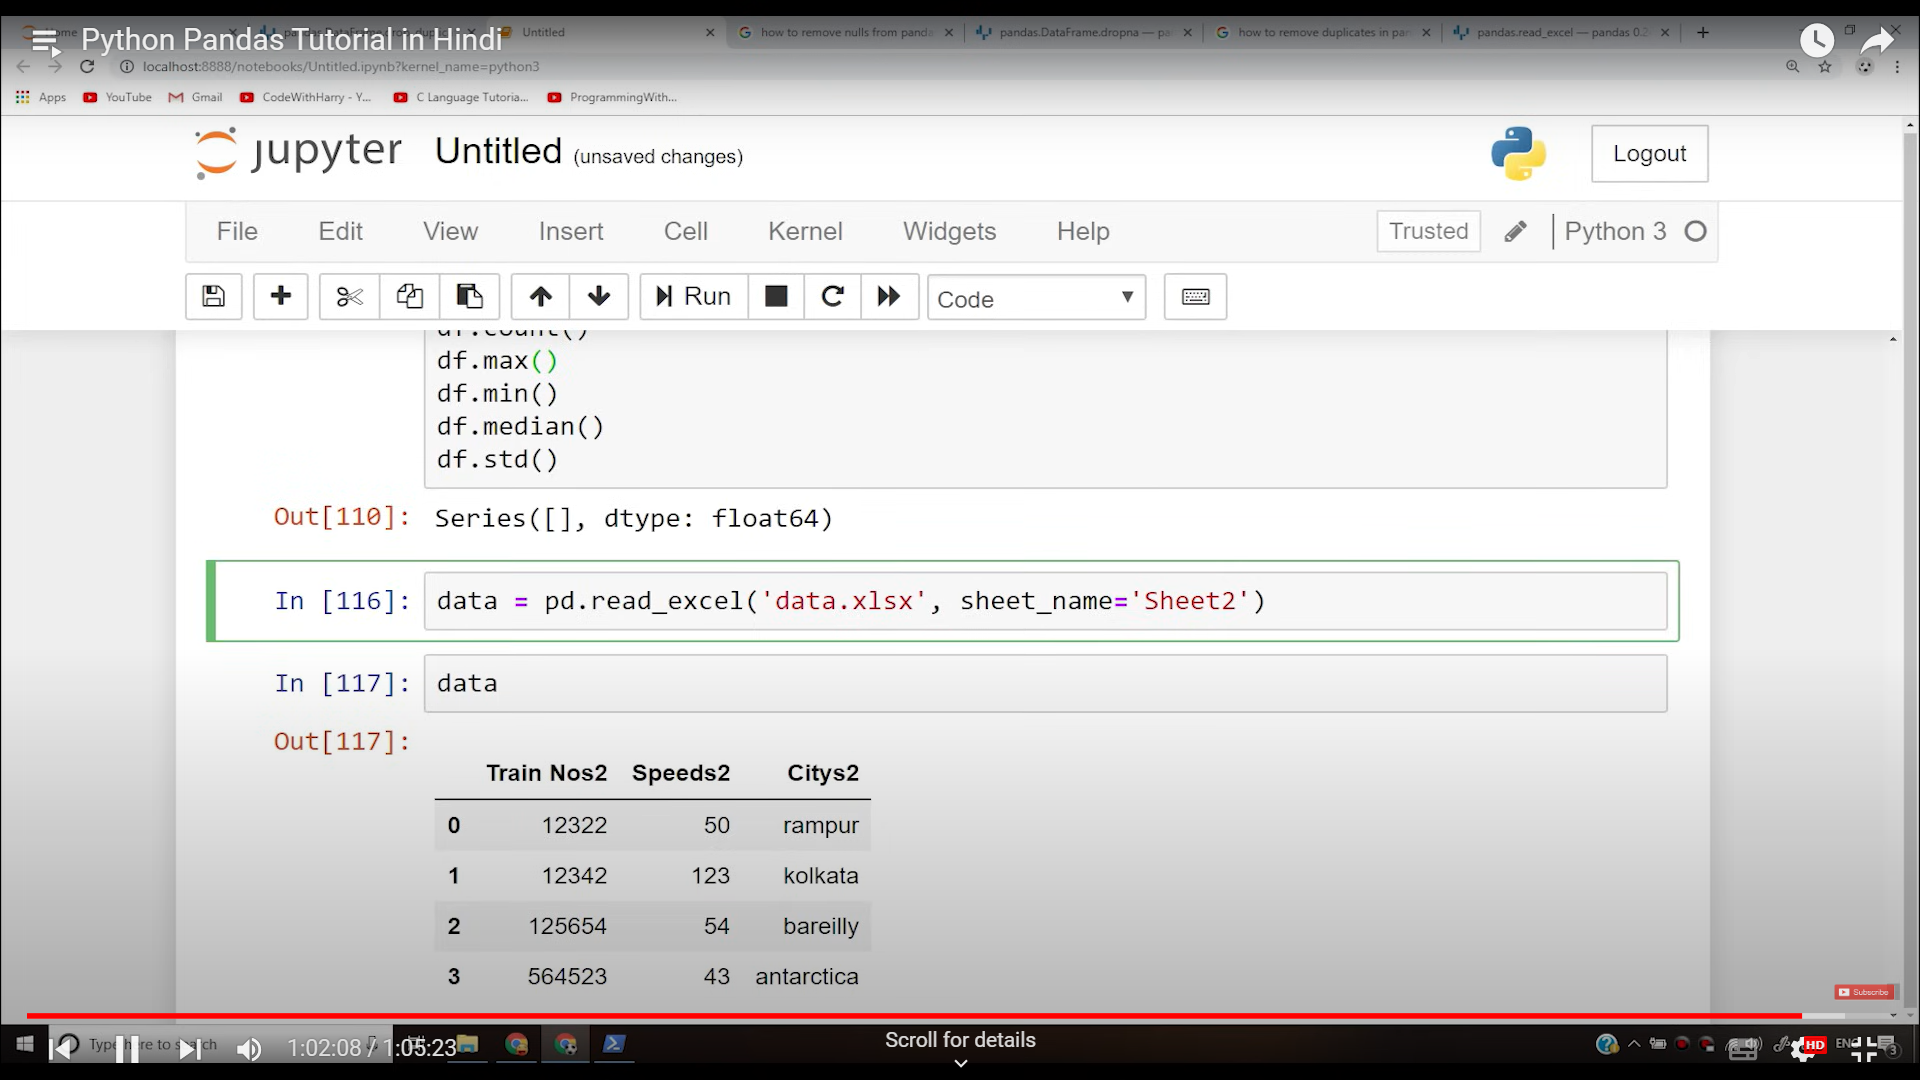 Python Pandas Tutorial in Hindi
Untitled
how to remove nulls from panda
pandas.DataFrame.dropna — pa
how to remove duplicates in pan
pandas.read_excel — pandas 0.2
localhost:8888/notebooks/Untitled.ipynb?kernel_name=python3
Apps YouTube Gmail CodeWithHarry - Y... C Language Tutoria... ProgrammingWith...
jupyter Untitled (unsaved changes) Logout
File Edit View Insert Cell Kernel Widgets Help Trusted Python 3
Run Code
df.count()
df.max()
df.min()
df.median()
df.std()
Out[110]: Series([], dtype: float64)
In [116]: data = pd.read_excel('data.xlsx', sheet_name='Sheet2')
In [117]: data
Out[117]:
Train Nos2 Speeds2 Citys2
0 12322 50 rampur
1 12342 123 kolkata
2 125654 54 bareilly
3 564523 43 antarctica
Subscribe
Type here to search
1:02:08 / 1:05:23
Scroll for details
HD
ENG
3